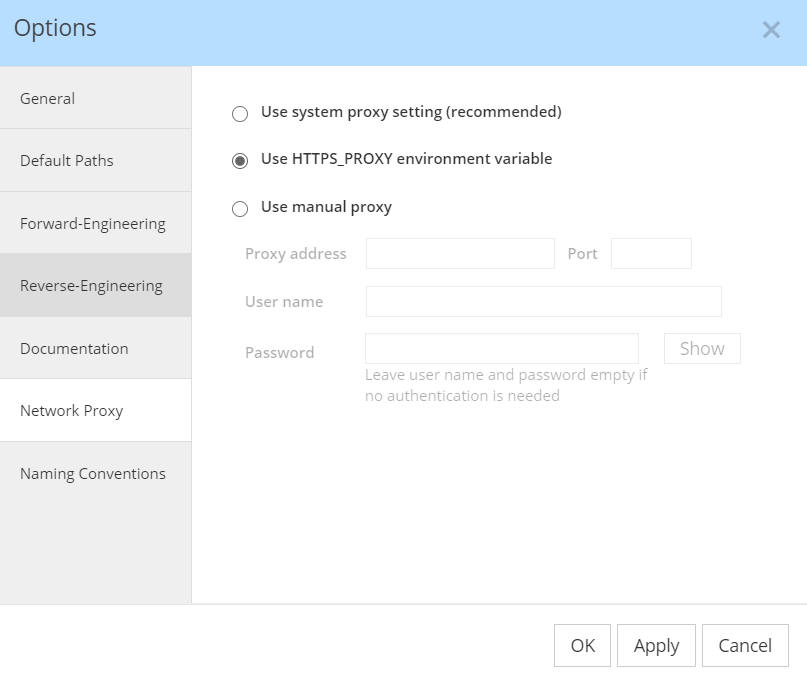 Options
General
Default Paths
Forward-Engineering
Reverse-Engineering
Documentation
Network Proxy
Naming Conventions
Use system proxy setting (recommended)
Use HTTPS_PROXY environment variable
Use manual proxy
Proxy address
Port
User name
Password
Show
Leave user name and password empty if
no authentication is needed
OK
Apply
Cancel